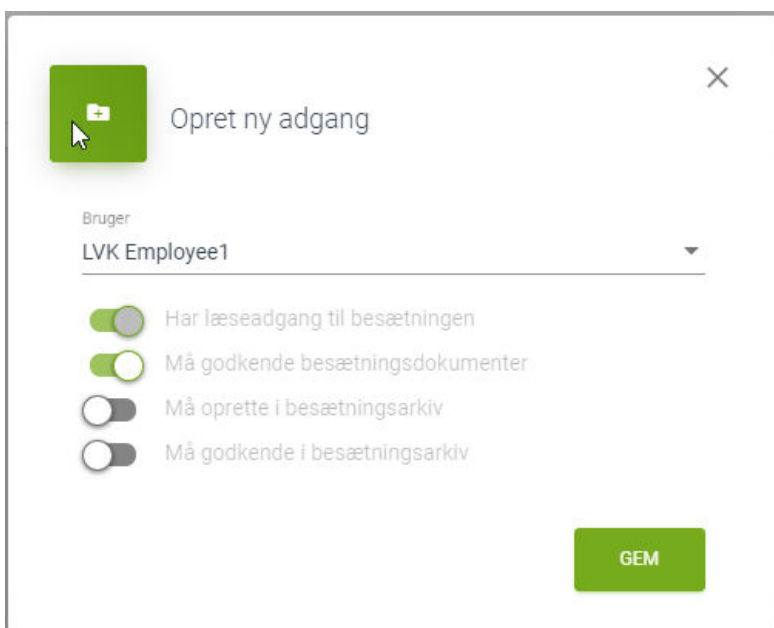 Opret ny adgang
Bruger
LVK Employee1
Har læseadgang til besætningen
Må godkende besætningsdokumenter
Må oprette i besætningsarkiv
Må godkende i besætningsarkiv
GEM